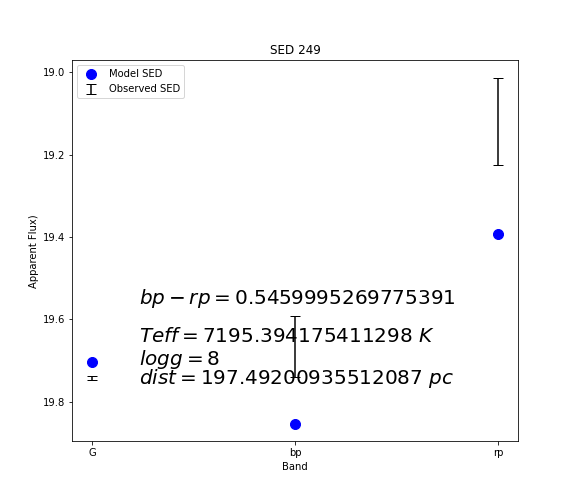 SED 249
Model SED
Observed SED
19.0
19.2
19.4
19.6
19.8
Apparent Flux)
bp − rp = 0.5459995269775391
Teff = 7195.394175411298 K
logg = 8
dist = 197.49200935512087 pc
G
bp
rp
Band